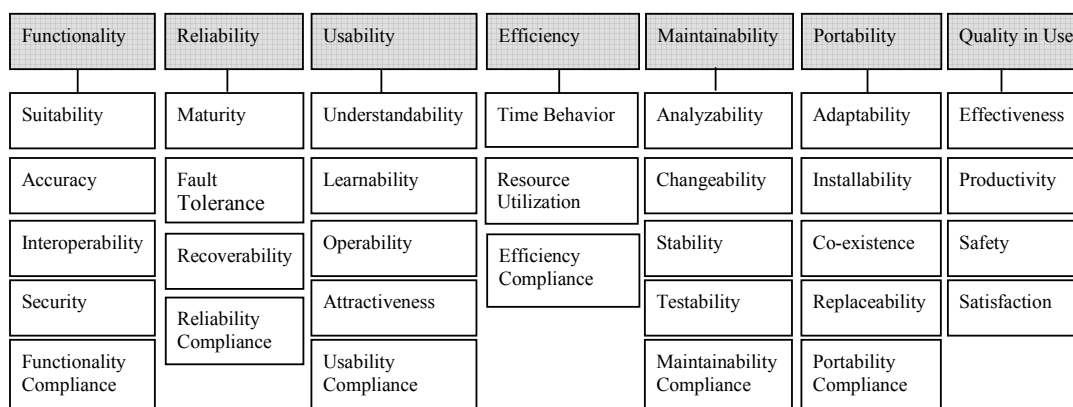 Functionality
Reliability
Usability
Efficiency
Maintainability
Portability
Quality in Use
Suitability
Maturity
Understandability
Time Behavior
Analyzability
Adaptability
Effectiveness
Accuracy
Fault
Tolerance
Learnability
Resource
Utilization
Changeability
Installability
Productivity
Interoperability
Recoverability
Operability
Efficiency
Compliance
Stability
Co-existence
Safety
Security
Reliability
Compliance
Attractiveness
Testability
Replaceability
Satisfaction
Functionality
Compliance
Usability
Compliance
Maintainability
Compliance
Portability
Compliance